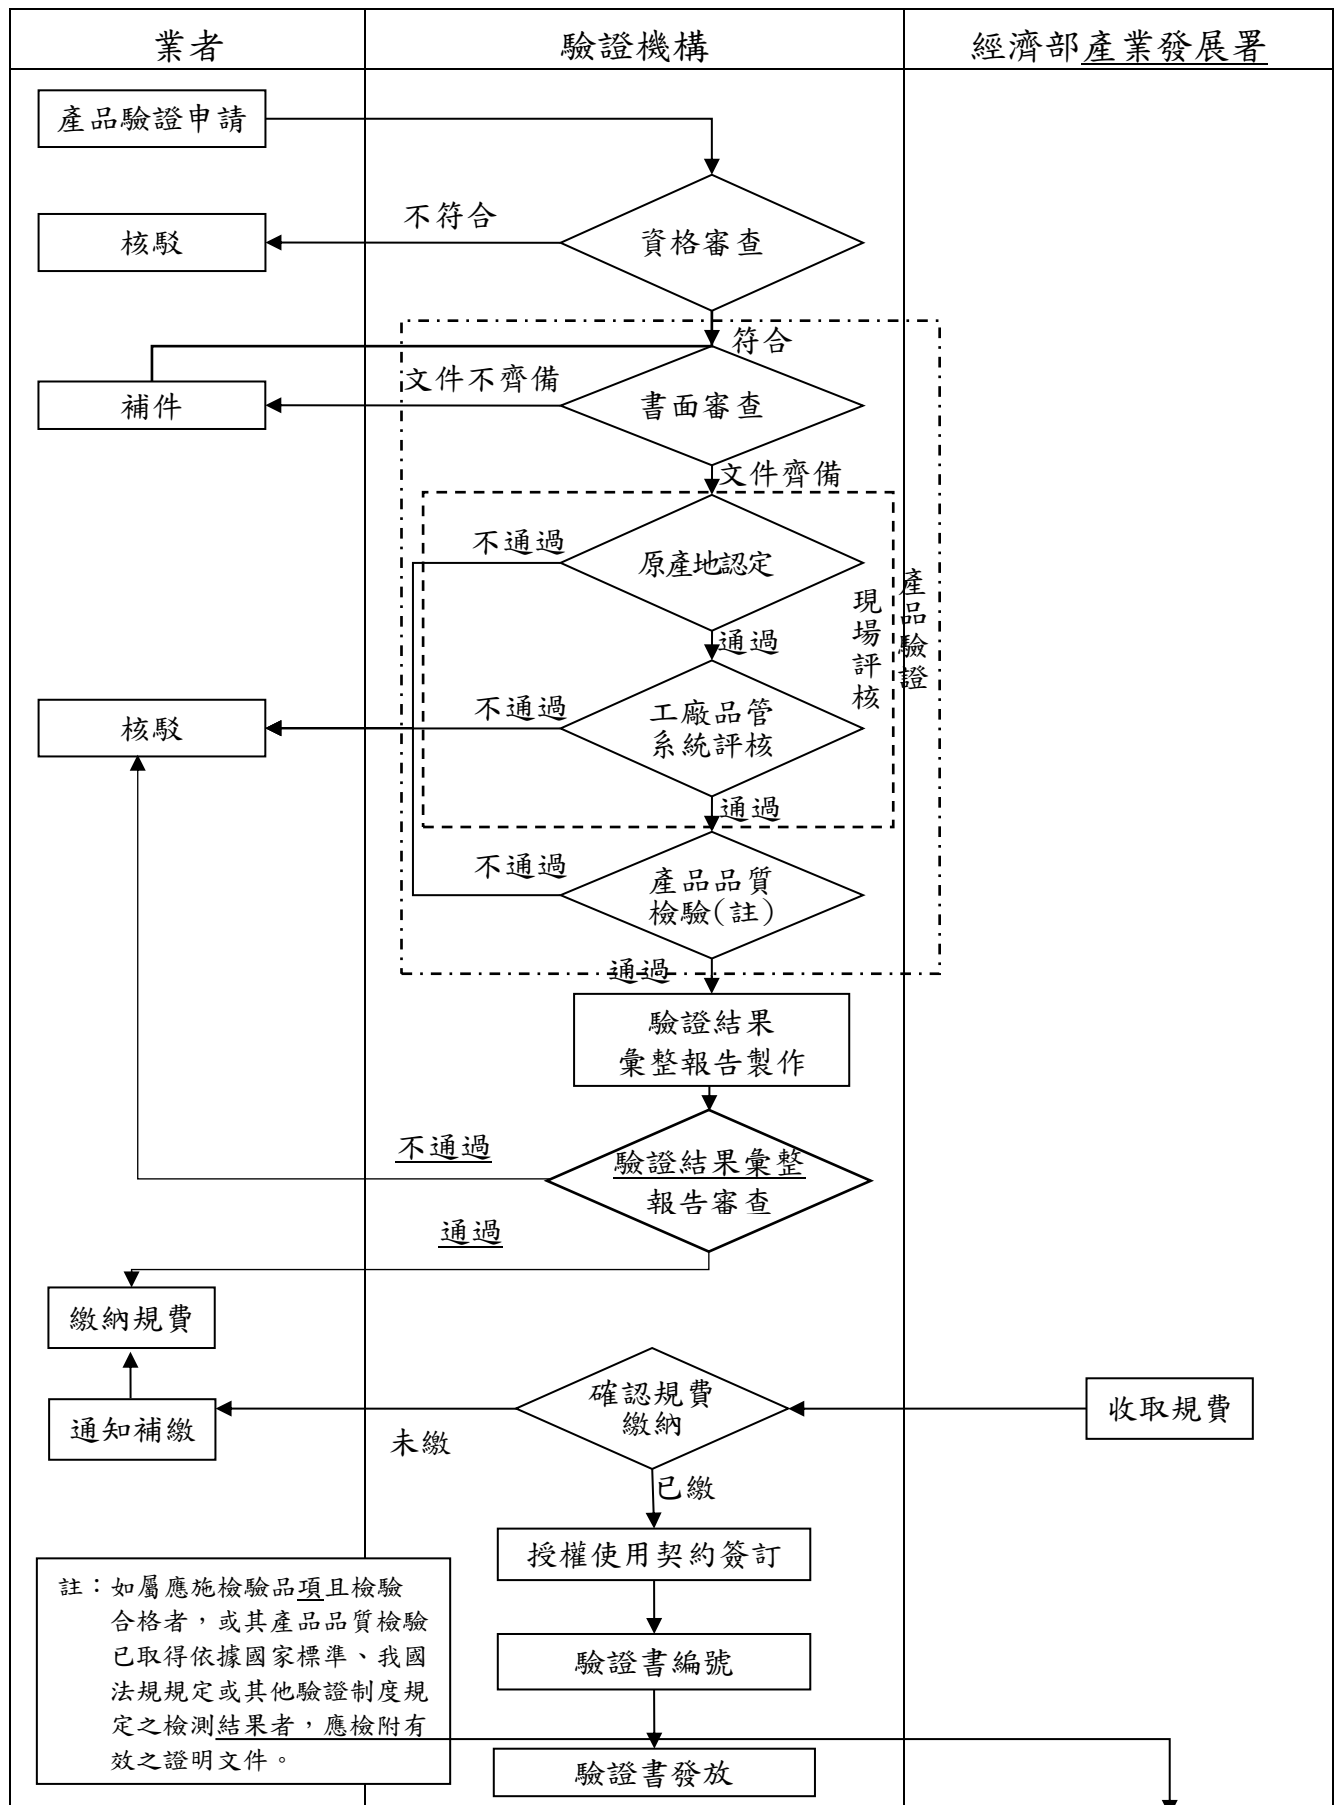 業者
驗證機構
經濟部產業發展署
產品驗證申請
不符合
資格審查
核駁
符合
文件不齊備
補件
書面審查
文件齊備
不通過
原產地認定
產品驗證
現場評核
通過
不通過
工廠品管
系統評核
核駁
通過
不通過
產品品質
檢驗(註)
通過
驗證結果
彙整報告製作
不通過
驗證結果彙整
報告審查
通過
繳納規費
確認規費
繳納
收取規費
通知補繳
未繳
已繳
授權使用契約簽訂
註：如屬應施檢驗品項且檢驗
合格者，或其產品品質檢驗
已取得依據國家標準、我國
法規規定或其他驗證制度規
定之檢測結果者，應檢附有
效之證明文件。
驗證書編號
驗證書發放